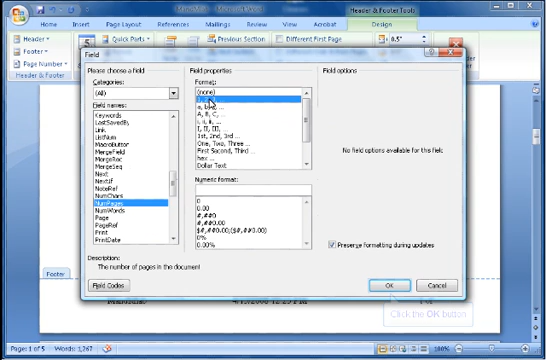 Header & Footer Tools
Home
Insert
Page Layout
References
Mailings
Review
View
Acrobat
Design
Header
Footer
Page Number
Header & Footer
Quick Parts
Previous Section
Different First Page
0.5"
Field
Please choose a field
Categories:
(All)
Field names:
Keywords
LastSavedBy
Link
ListNum
MacroButton
MergeField
MergeRec
MergeSeq
Next
NextIf
NoteRef
NumChars
NumPages
NumWords
Page
PageRef
Print
PrintDate
Field properties
Format:
(none)
A, B, C, ...
i, ii, iii, ...
I, II, III, ...
1st, 2nd, 3rd ...
One, Two, Three ...
First Second, Third ...
hex ...
Dollar Text
Numeric format:
0
0.00
#,##0
#,##0.00
$#,##0.00;($#,##0.00)
0%
0.00%
Field options
No field options available for this field
Preserve formatting during updates
Description:
The number of pages in the document
Field Codes
OK
Cancel
Footer
Click the OK button
Page: 1 of 5
Words: 1,267
100%